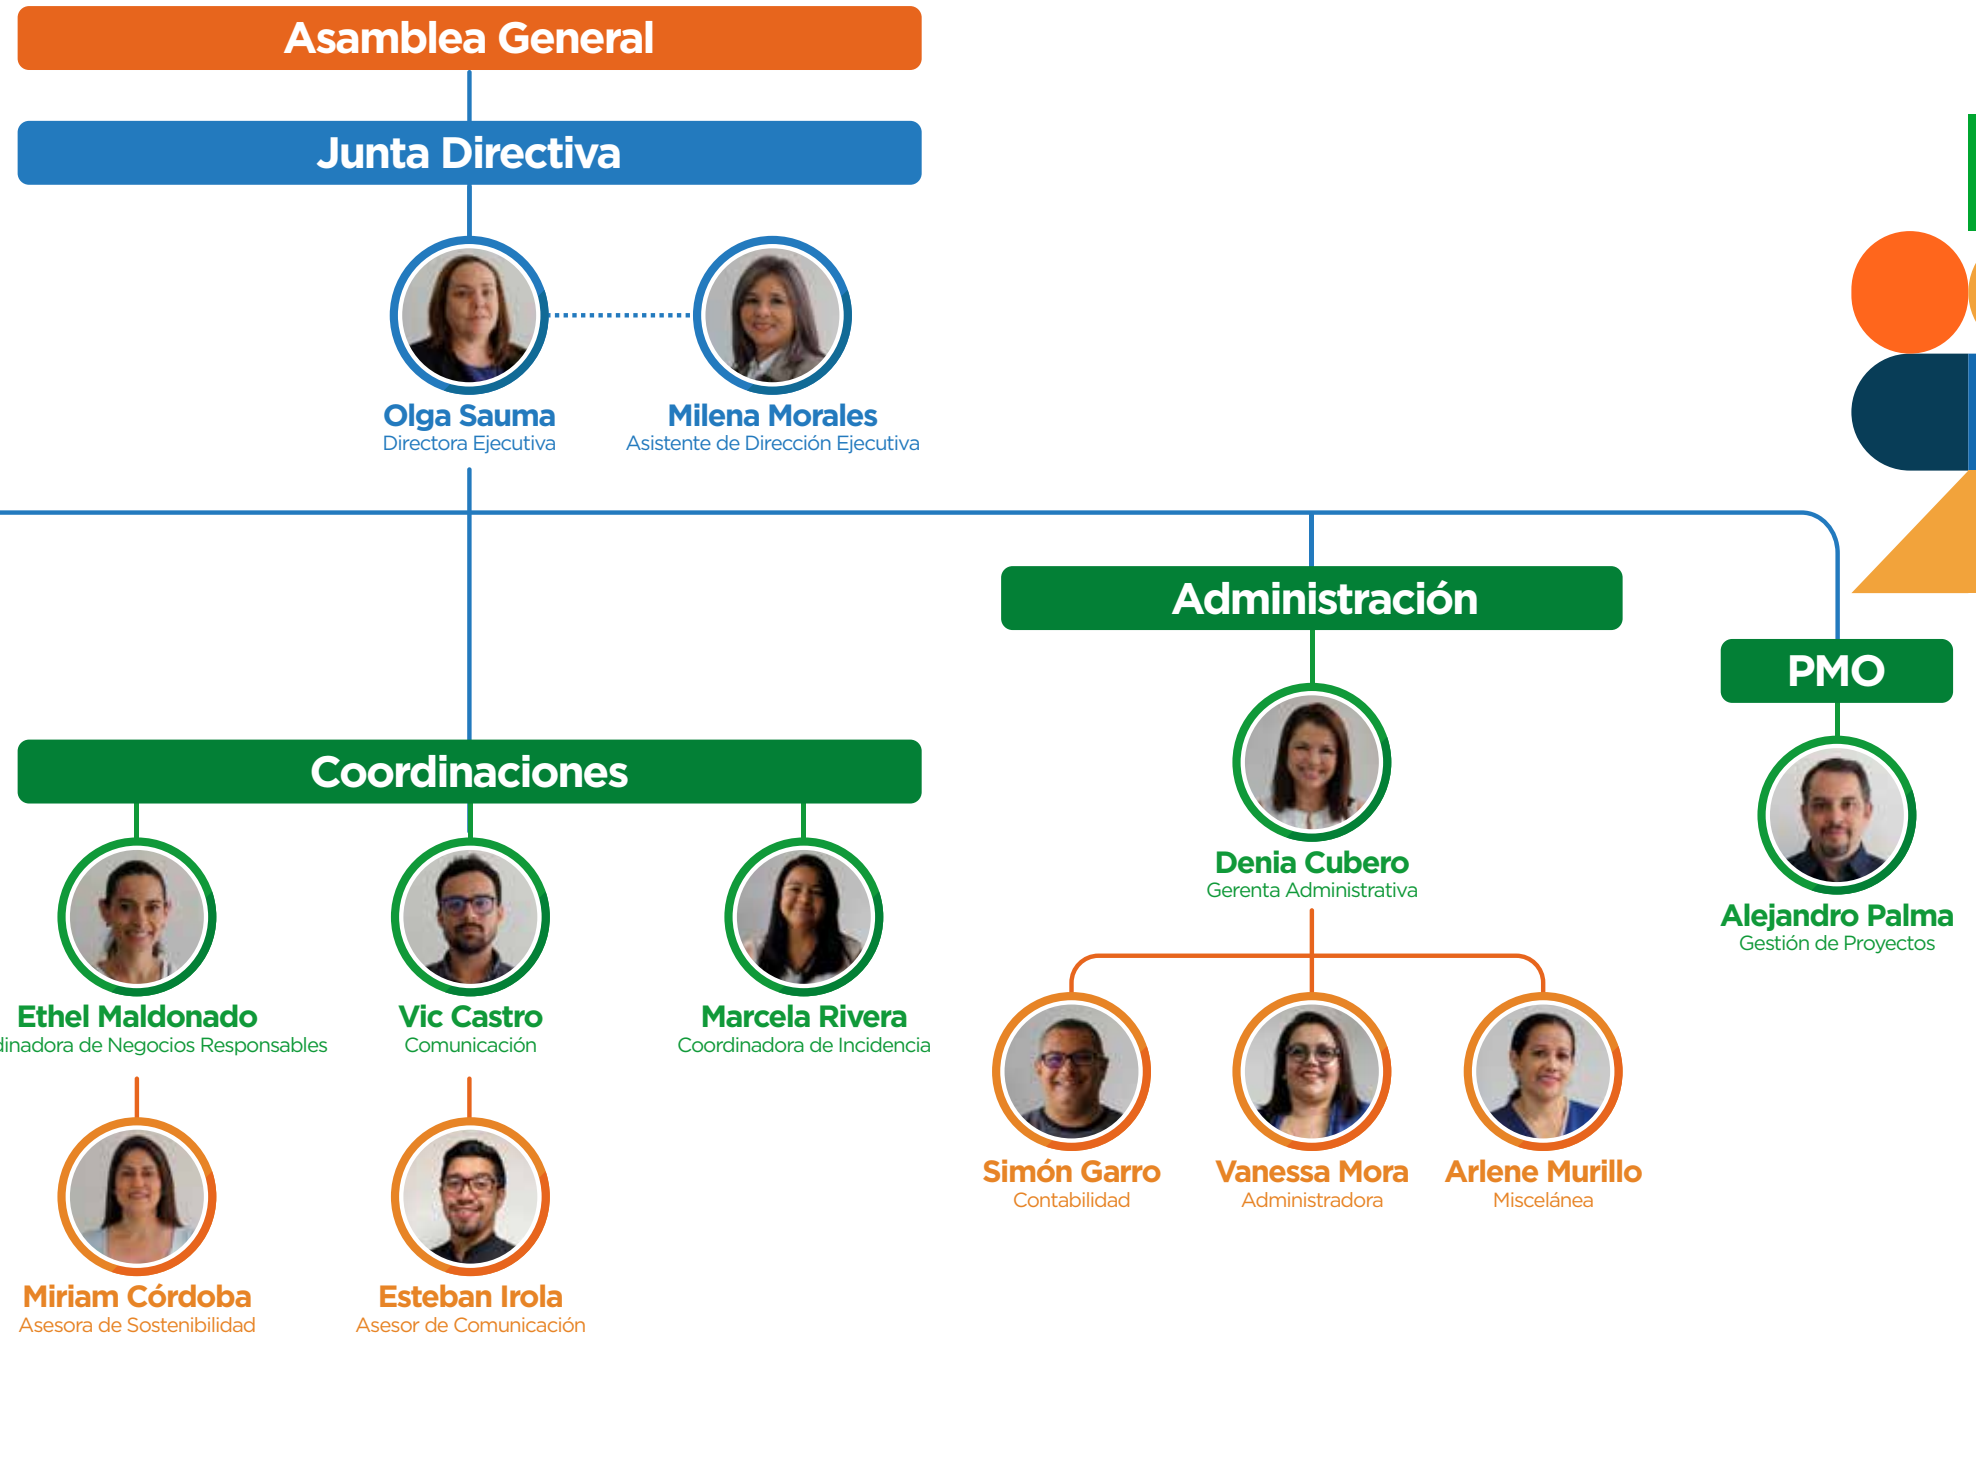 Asamblea General
Junta Directiva
Olga Sauma
Directora Ejecutiva
Milena Morales
Asistente de Dirección Ejecutiva
Administración
PMO
Coordinaciones
Denia Cubero
Gerenta Administrativa
Alejandro Palma
Gestión de Proyectos
Ethel Maldonado
dinadora de Negocios Responsables
Vic Castro
Comunicación
Marcela Rivera
Coordinadora de Incidencia
Simón Garro
Contabilidad
Vanessa Mora
Administradora
Arlene Murillo
Miscelánea
Miriam Córdoba
Asesora de Sostenibilidad
Esteban Irola
Asesor de Comunicación